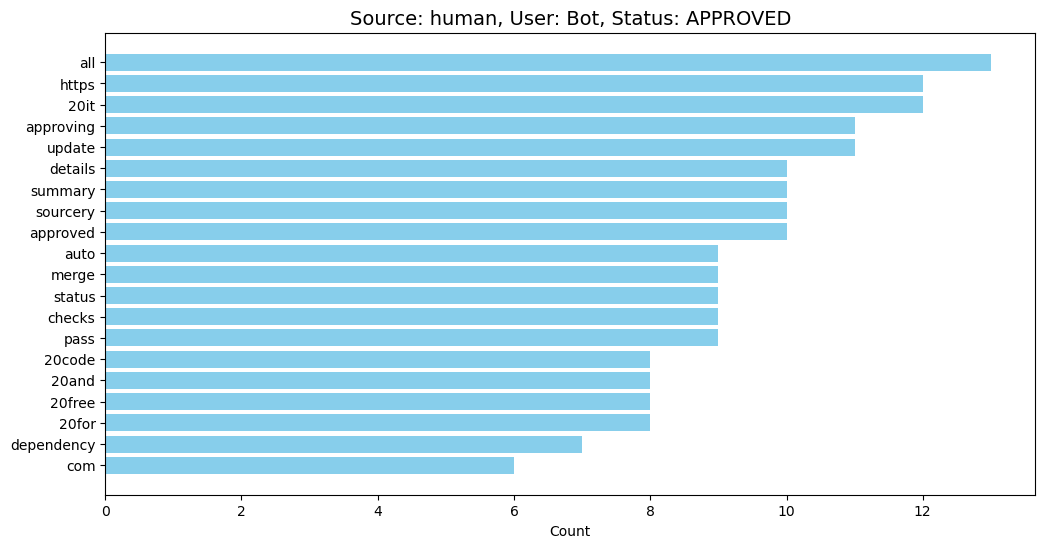 Source: human, User: Bot, Status: APPROVED
all
https
20it
approving
update
details
summary
sourcery
approved
auto
merge
status
checks
pass
20code
20and
20free
20for
dependency
com
0 2 4 6 8 10 12
Count